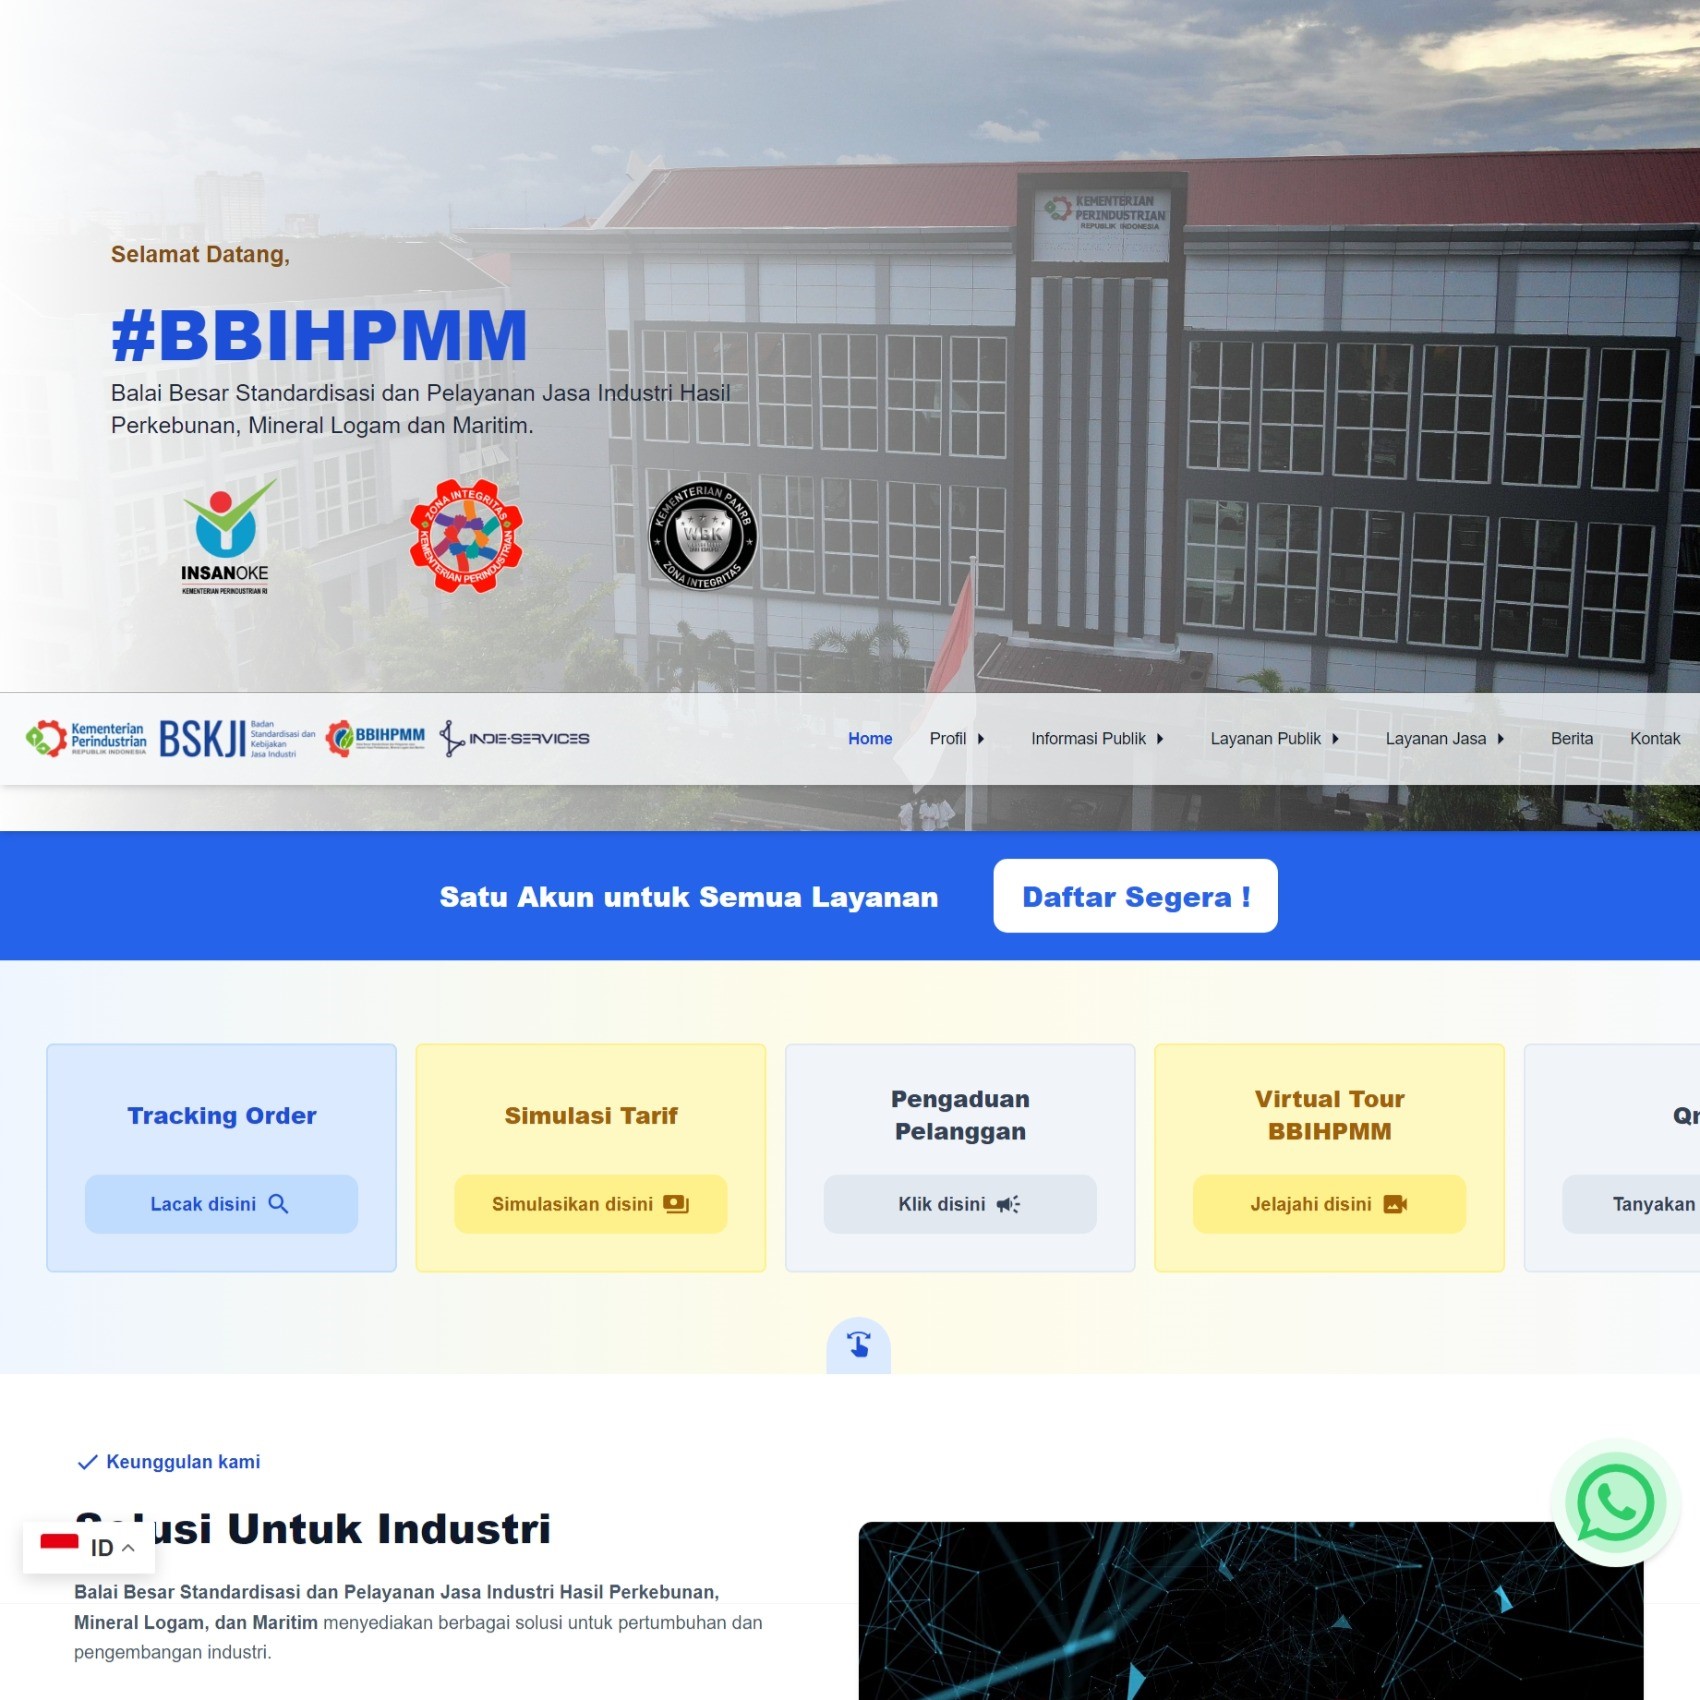 KEMENTERIAN
PERINDUSTRIAN
REPUBLIK INDONESIA
Selamat Datang,
#BBIHPMM
Balai Besar Standardisasi dan Pelayanan Jasa Industri Hasil
Perkebunan, Mineral Logam dan Maritim.
INSANOKE
KEMENTERIAN PERINDUSTRIAN RI
ZONA INTEGRITAS
KEMENTERIAN PERINDUSTRIAN
KEMENTERIAN PANRB
WBK
ZONA INTEGRITAS
Kementerian
Perindustrian
REPUBLIK INDONESIA
BSKJI
Badan
Standardisasi dan
Kebijakan
Jasa Industri
BBIHPMM
INDIE-SERVICES
Home
Profil
Informasi Publik
Layanan Publik
Layanan Jasa
Berita
Kontak
Satu Akun untuk Semua Layanan
Daftar Segera !
Tracking Order
Lacak disini
Simulasi Tarif
Simulasikan disini
Pengaduan
Pelanggan
Klik disini
Virtual Tour
BBIHPMM
Jelajahi disini
Tanyakan
Keunggulan kami
Solusi Untuk Industri
ID
Balai Besar Standardisasi dan Pelayanan Jasa Industri Hasil Perkebunan,
Mineral Logam, dan Maritim menyediakan berbagai solusi untuk pertumbuhan dan
pengembangan industri.